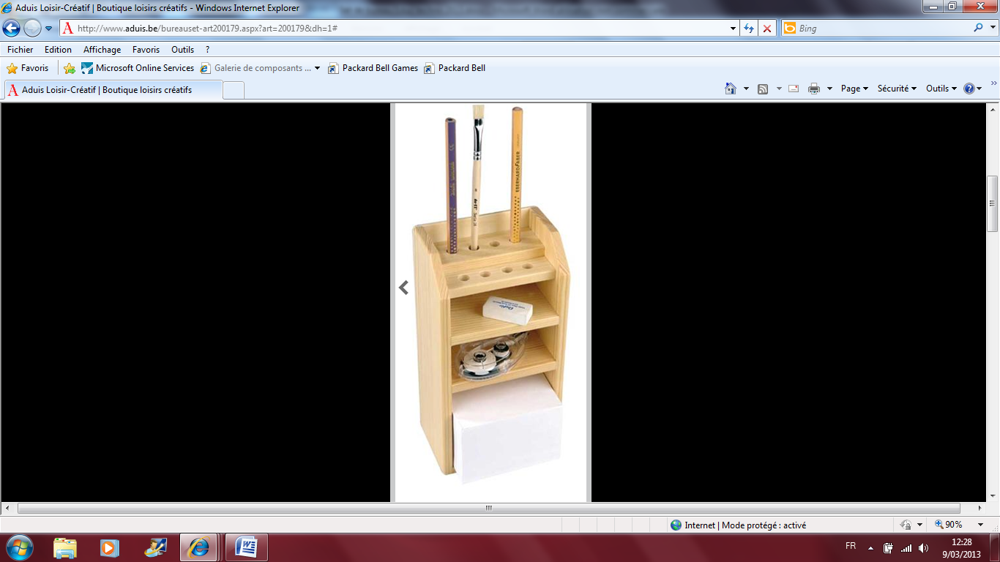 Aduis Loisir-Créatif | Boutique loisirs créatifs - Windows Internet Explorer
http://www.aduis.be/bureauset-art200179.aspx?art=200179&dh=1#
Bing
Fichier Edition Affichage Favoris Outils ?
Favoris Microsoft Online Services Galerie de composants ... Packard Bell Games Packard Bell
Aduis Loisir-Créatif | Boutique loisirs créatifs
Page Sécurité Outils
EBERHARD FABER
Internet | Mode protégé : activé
90%
FR
12:28
9/03/2013